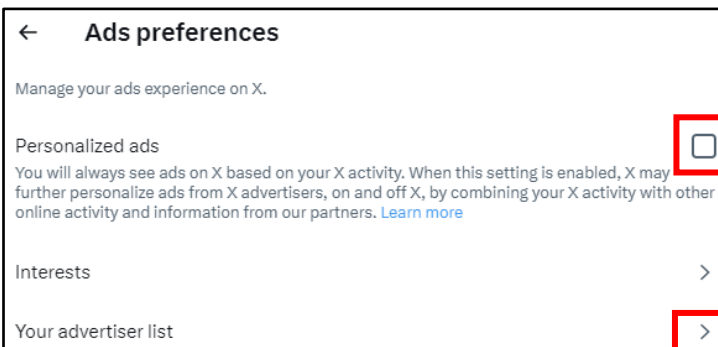 Ads preferences
Manage your ads experience on X.
Personalized ads
You will always see ads on X based on your X activity. When this setting is enabled, X may
further personalize ads from X advertisers, on and off X, by combining your X activity with other
online activity and information from our partners. Learn more
Interests
Your advertiser list